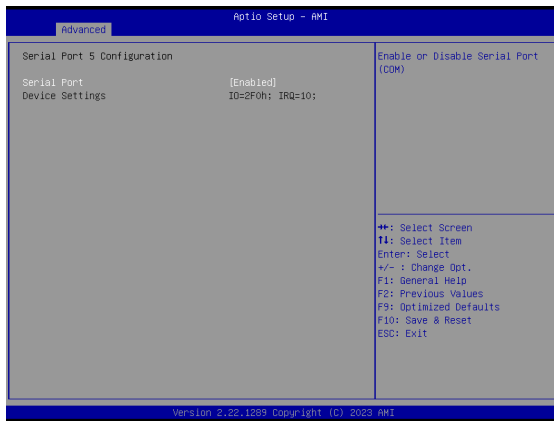 Aptio Setup - AMI
Advanced
Serial Port 5 Configuration
Serial Port [Enabled]
Device Settings IO=2F0h; IRQ=10;
Enable or Disable Serial Port
(COM)
→←: Select Screen
↑↓: Select Item
Enter: Select
+/- : Change Opt.
F1: General Help
F2: Previous Values
F9: Optimized Defaults
F10: Save & Reset
ESC: Exit
Version 2.22.1289 Copyright (C) 2023 AMI